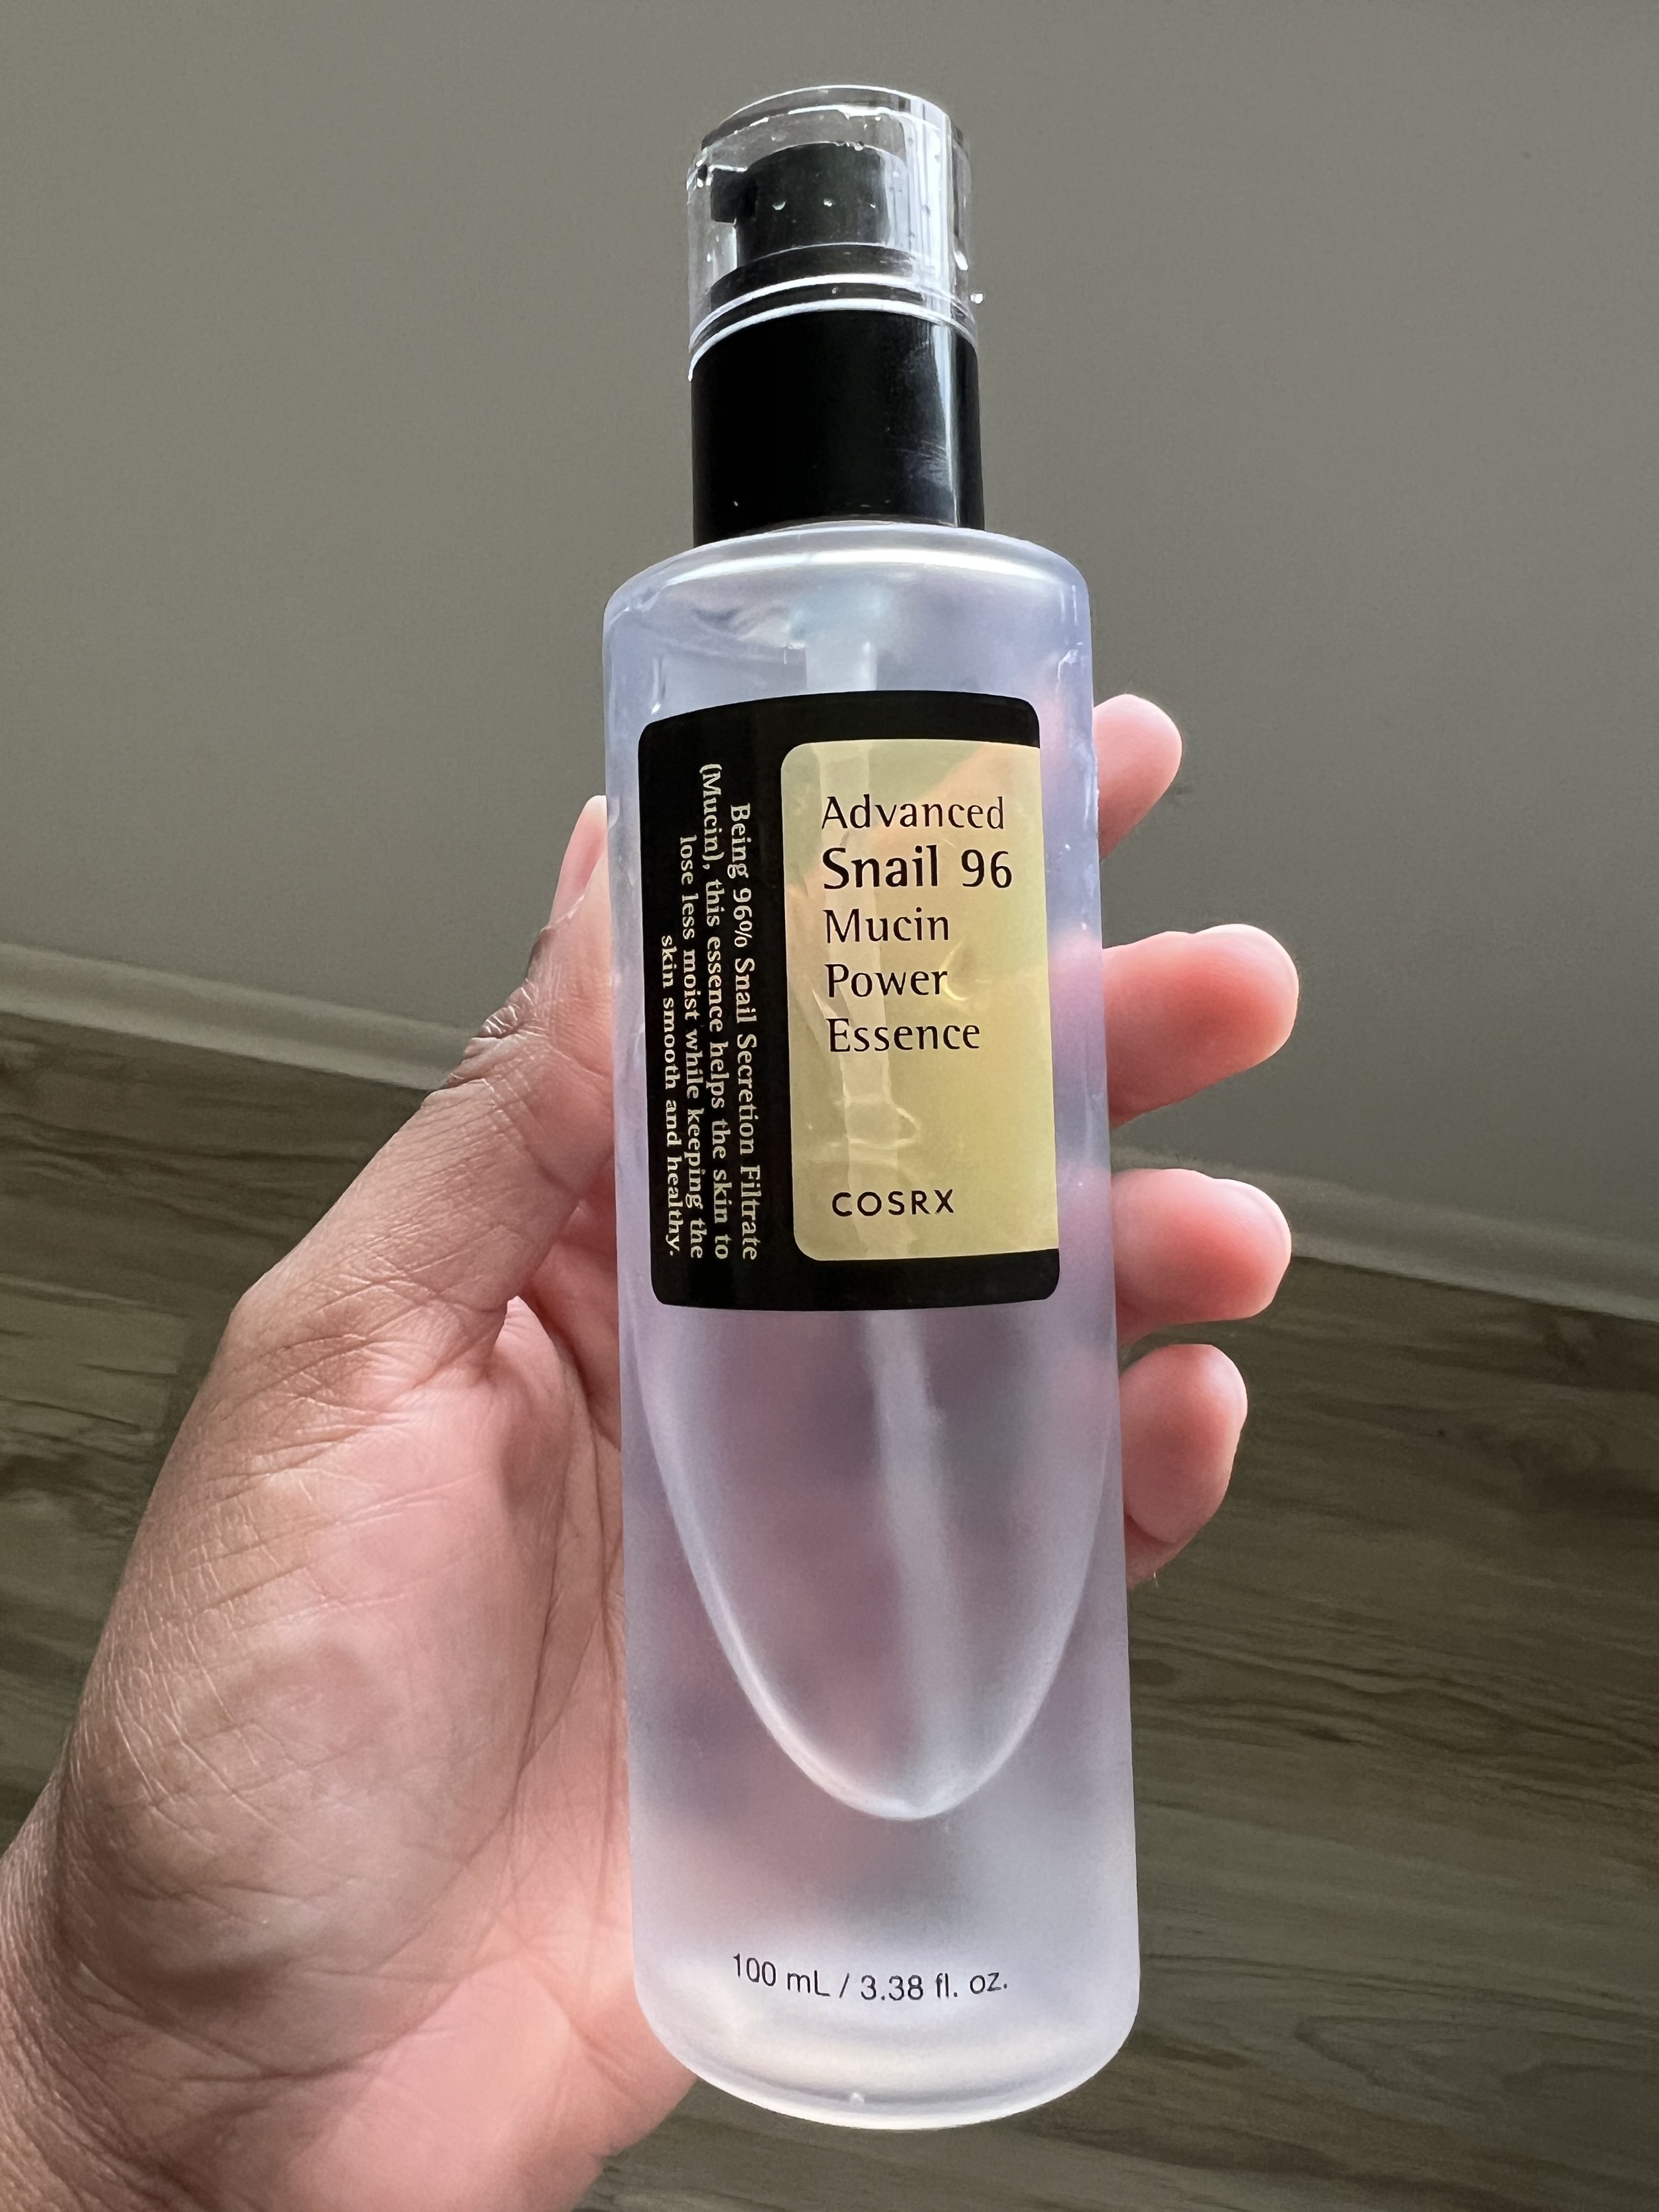 Advanced
Snail 96
Mucin
Power
Essence
COSRX
Being 96% Snail Secretion Filtrate
(Mucin), this essence helps the skin to
lose less moist while keeping the
skin smooth and healthy.
100 mL / 3.38 fl. oz.